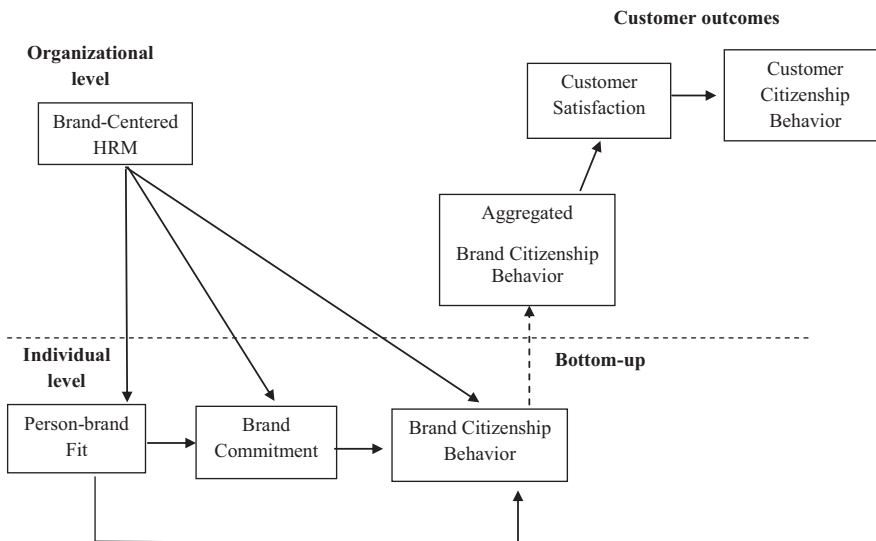 Customer outcomes
Organizational
level
Brand-Centered
HRM
Customer
Satisfaction
Customer
Citizenship
Behavior
Aggregated
Brand Citizenship
Behavior
Individual
level
Bottom-up
Person-brand
Fit
Brand
Commitment
Brand Citizenship
Behavior